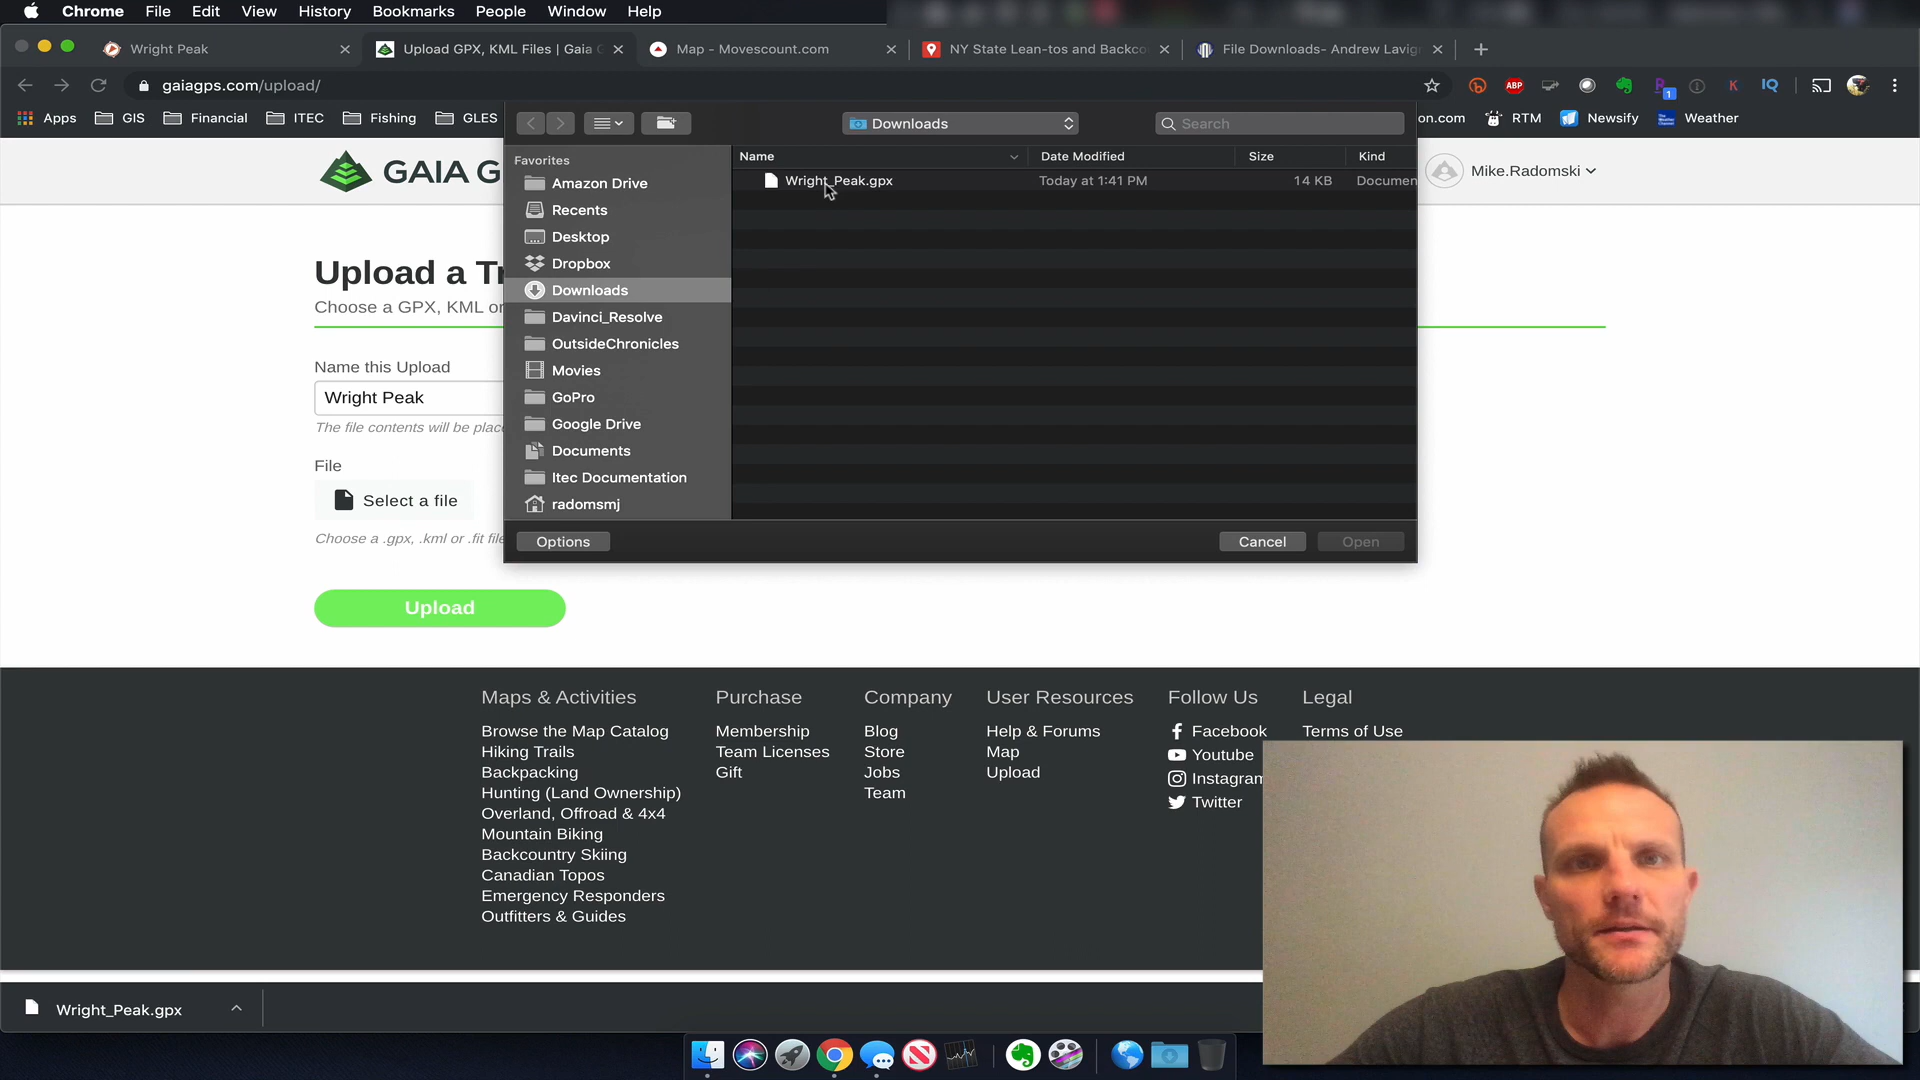 Chrome File Edit View History Bookmarks People Window Help
Wright Peak
Upload GPX, KML Files | Gaia G
Map - Movescount.com
NY State Lean-tos and Backco
File Downloads- Andrew Lavig
gaiagps.com/upload/
ABP
1
K
IQ
Apps GIS Financial ITEC Fishing GLES
on.com RTM Newsify Weather
Downloads
Search
GAIA G
Mike.Radomski
Favorites
Amazon Drive
Recents
Desktop
Dropbox
Downloads
Davinci_Resolve
OutsideChronicles
Movies
GoPro
Google Drive
Documents
Itec Documentation
radomsmj
Name Date Modified Size Kind
Wright_Peak.gpx Today at 1:41 PM 14 KB Documen
Options Cancel Open
Upload a Tr
Choose a GPX, KML or
Name this Upload
Wright Peak
The file contents will be plac
File
Select a file
Choose a .gpx, .kml or .fit file
Upload
Maps & Activities
Browse the Map Catalog
Hiking Trails
Backpacking
Hunting (Land Ownership)
Overland, Offroad & 4x4
Mountain Biking
Backcountry Skiing
Canadian Topos
Emergency Responders
Outfitters & Guides
Purchase
Membership
Team Licenses
Gift
Company
Blog
Store
Jobs
Team
User Resources
Help & Forums
Map
Upload
Follow Us
Facebook
Youtube
Instagram
Twitter
Legal
Terms of Use
Wright_Peak.gpx